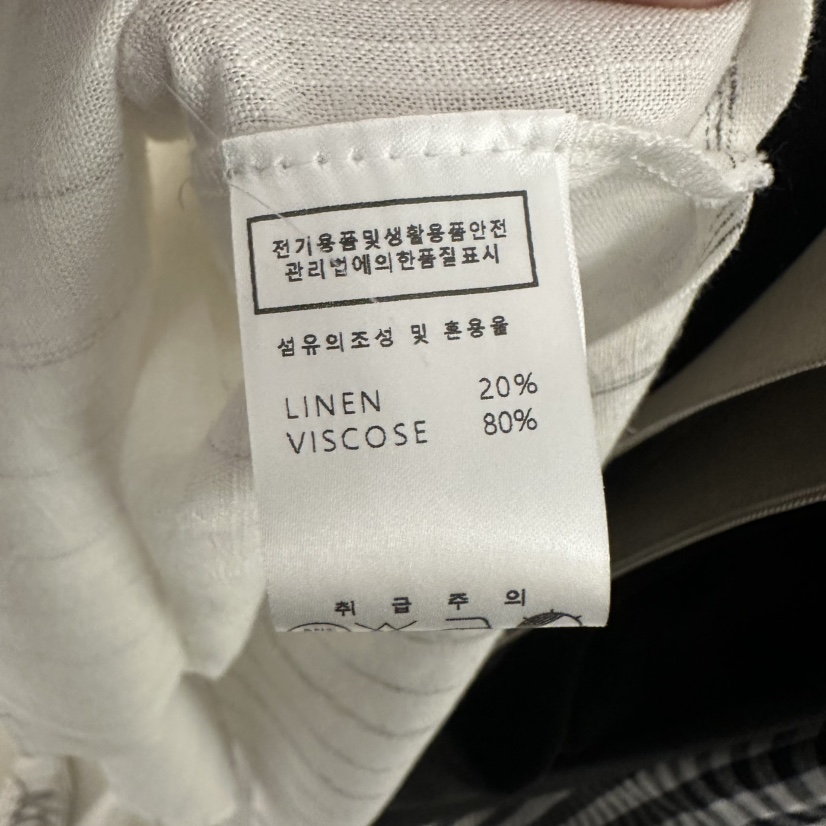 전기용품및생활용품안전
관리법에의한품질표시
섬유의조성 및 혼용율
LINEN 20%
VISCOSE 80%
취 급 주 의